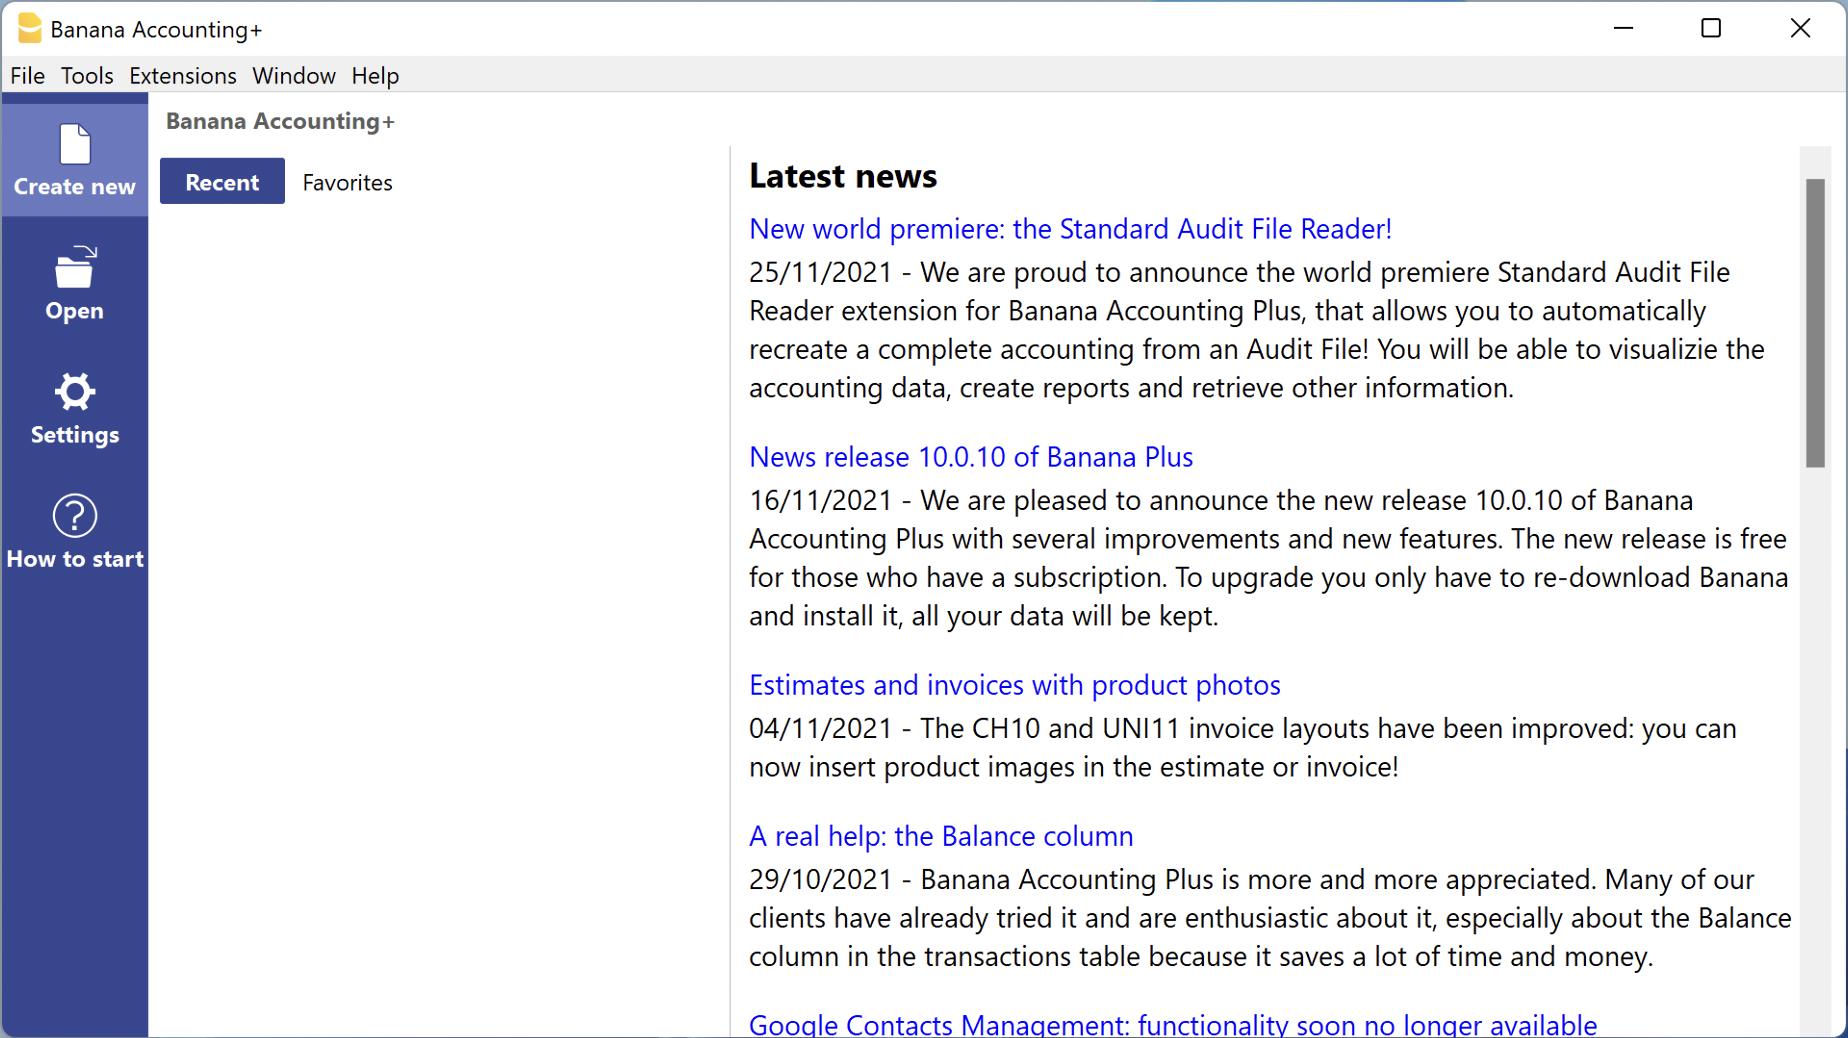 Banana Accounting+
File Tools Extensions Window Help
Create new
Open
Settings
How to start
Banana Accounting+
Recent Favorites
Latest news
New world premiere: the Standard Audit File Reader!
25/11/2021 - We are proud to announce the world premiere Standard Audit File
Reader extension for Banana Accounting Plus, that allows you to automatically
recreate a complete accounting from an Audit File! You will be able to visualizie the
accounting data, create reports and retrieve other information.
News release 10.0.10 of Banana Plus
16/11/2021 - We are pleased to announce the new release 10.0.10 of Banana
Accounting Plus with several improvements and new features. The new release is free
for those who have a subscription. To upgrade you only have to re-download Banana
and install it, all your data will be kept.
Estimates and invoices with product photos
04/11/2021 - The CH10 and UNI11 invoice layouts have been improved: you can
now insert product images in the estimate or invoice!
A real help: the Balance column
29/10/2021 - Banana Accounting Plus is more and more appreciated. Many of our
clients have already tried it and are enthusiastic about it, especially about the Balance
column in the transactions table because it saves a lot of time and money.
Google Contacts Management: functionality soon no longer available